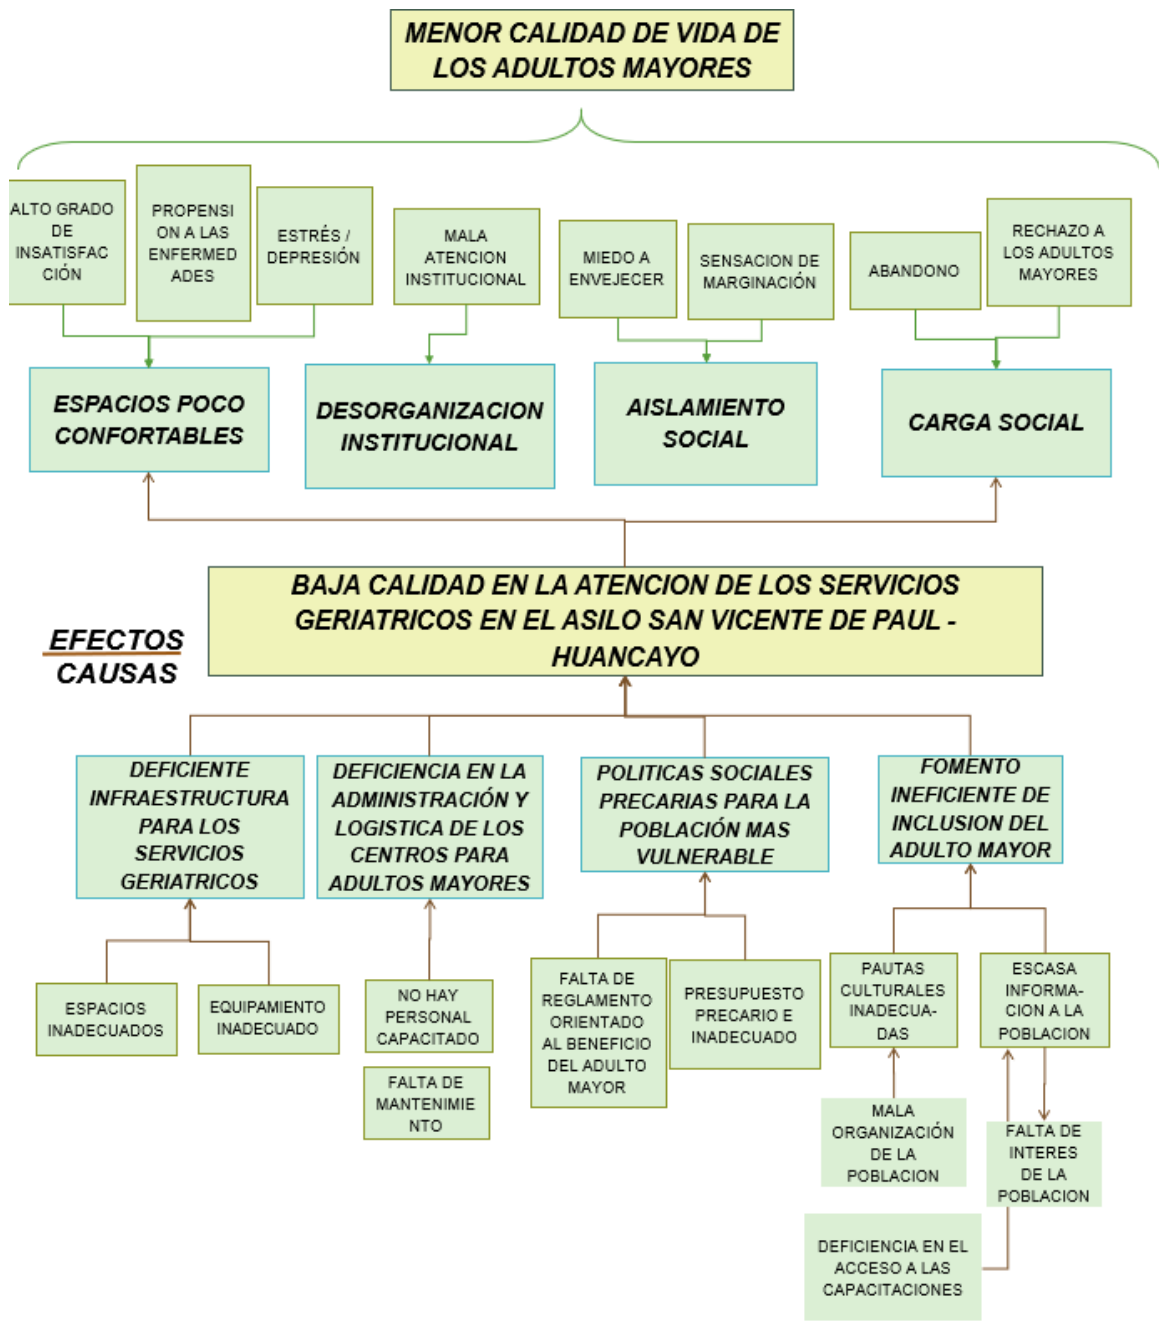 MENOR CALIDAD DE VIDA DE
LOS ADULTOS MAYORES
ALTO GRADO
DE
INSATISFAC
CIÓN
PROPENSI
ON A LAS
ENFERMED
ADES
ESTRÉS /
DEPRESIÓN
MALA
ATENCION
INSTITUCIONAL
MIEDO A
ENVEJECER
SENSACION DE
MARGINACIÓN
ABANDONO
RECHAZO A
LOS ADULTOS
MAYORES
ESPACIOS POCO
CONFORTABLES
DESORGANIZACION
INSTITUCIONAL
AISLAMIENTO
SOCIAL
CARGA SOCIAL
BAJA CALIDAD EN LA ATENCION DE LOS SERVICIOS
GERIATRICOS EN EL ASILO SAN VICENTE DE PAUL -
HUANCAYO
EFECTOS
CAUSAS
DEFICIENTE
INFRAESTRUCTURA
PARA LOS
SERVICIOS
GERIATRICOS
DEFICIENCIA EN LA
ADMINISTRACIÓN Y
LOGISTICA DE LOS
CENTROS PARA
ADULTOS MAYORES
POLITICAS SOCIALES
PRECARIAS PARA LA
POBLACIÓN MAS
VULNERABLE
FOMENTO
INEFICIENTE DE
INCLUSION DEL
ADULTO MAYOR
ESPACIOS
INADECUADOS
EQUIPAMIENTO
INADECUADO
NO HAY
PERSONAL
CAPACITADO
FALTA DE
MANTENIMIE
NTO
FALTA DE
REGLAMENTO
ORIENTADO
AL BENEFICIO
DEL ADULTO
MAYOR
PRESUPUESTO
PRECARIO E
INADECUADO
PAUTAS
CULTURALES
INADECUA-
DAS
ESCASA
INFORMA-
CION A LA
POBLACION
MALA
ORGANIZACIÓN
DE LA
POBLACION
FALTA DE
INTERES
DE LA
POBLACION
DEFICIENCIA EN EL
ACCESO A LAS
CAPACITACIONES